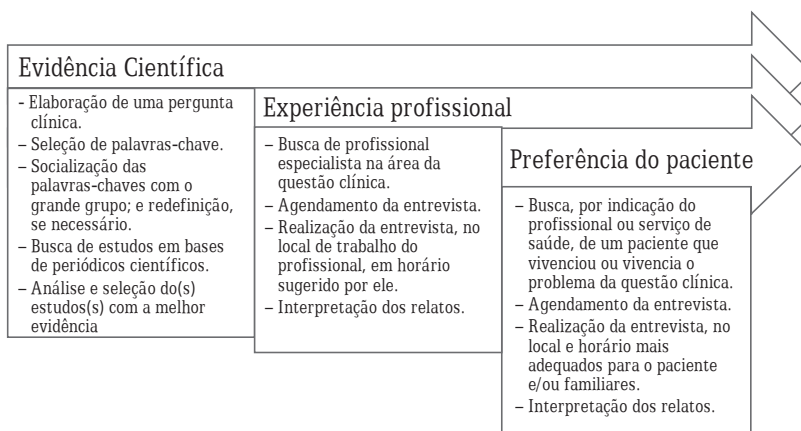 Evidência Científica
– Elaboração de uma pergunta
clínica.
– Seleção de palavras-chave.
– Socialização das
palavras-chaves com o
grande grupo; e redefinição,
se necessário.
– Busca de estudos em bases
de periódicos científicos.
– Análise e seleção do(s)
estudos(s) com a melhor
evidência
Experiência profissional
– Busca de profissional
especialista na área da
questão clínica.
– Agendamento da entrevista.
– Realização da entrevista, no
local de trabalho do
profissional, em horário
sugerido por ele.
– Interpretação dos relatos.
Preferência do paciente
– Busca, por indicação do
profissional ou serviço de
saúde, de um paciente que
vivenciou ou vivencia o
problema da questão clínica.
– Agendamento da entrevista.
– Realização da entrevista, no
local e horário mais
adequados para o paciente
e/ou familiares.
– Interpretação dos relatos.